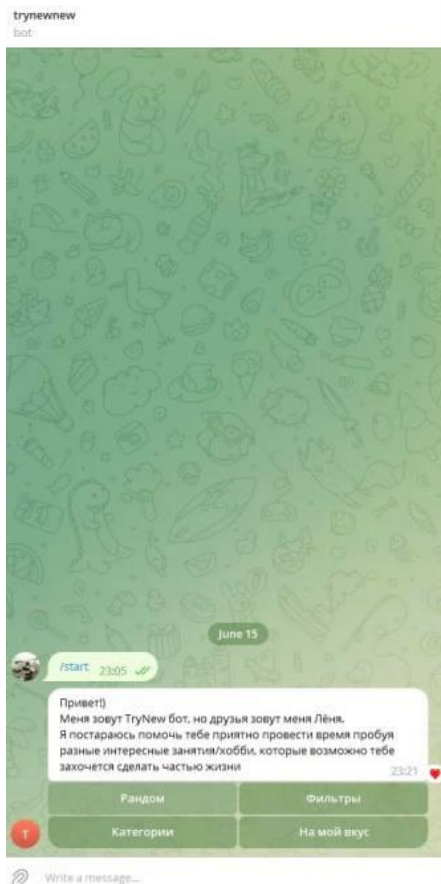 trynewnew
bot
June 15
/start 23:05
Привет!)
Меня зовут TryNew бот, но друзья зовут меня Лёня.
Я постараюсь помочь тебе приятно провести время пробуя
разные интересные занятия/хобби, которые возможно тебе
захочется сделать частью жизни
23:21
Рандом
Фильтры
T
Категории
На мой вкус
Write a message...